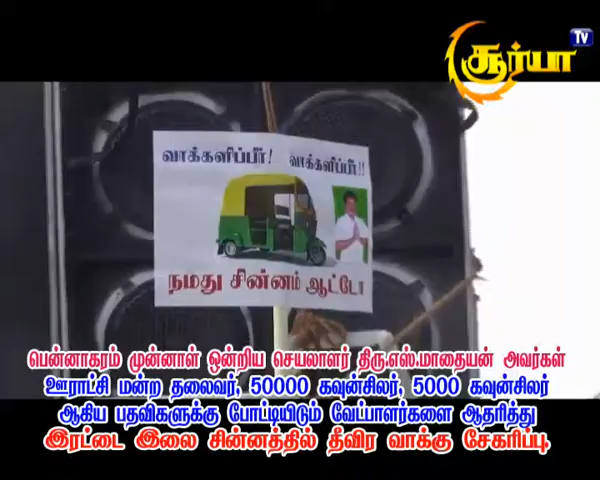 சூர்யா TV
வாக்களிப்பீர்! வாக்களிப்பீர்!!
நமது சின்னம் ஆட்டோ
பென்னாகரம் முன்னாள் ஒன்றிய செயலாளர் திரு.எஸ்.மாதையன் அவர்கள்
ஊராட்சி மன்ற தலைவர், 50000 கவுன்சிலர், 5000 கவுன்சிலர்
ஆகிய பதவிகளுக்கு போட்டியிடும் வேட்பாளர்களை ஆதரித்து
இரட்டை இலை சின்னத்தில் தீவிர வாக்கு சேகரிப்பு